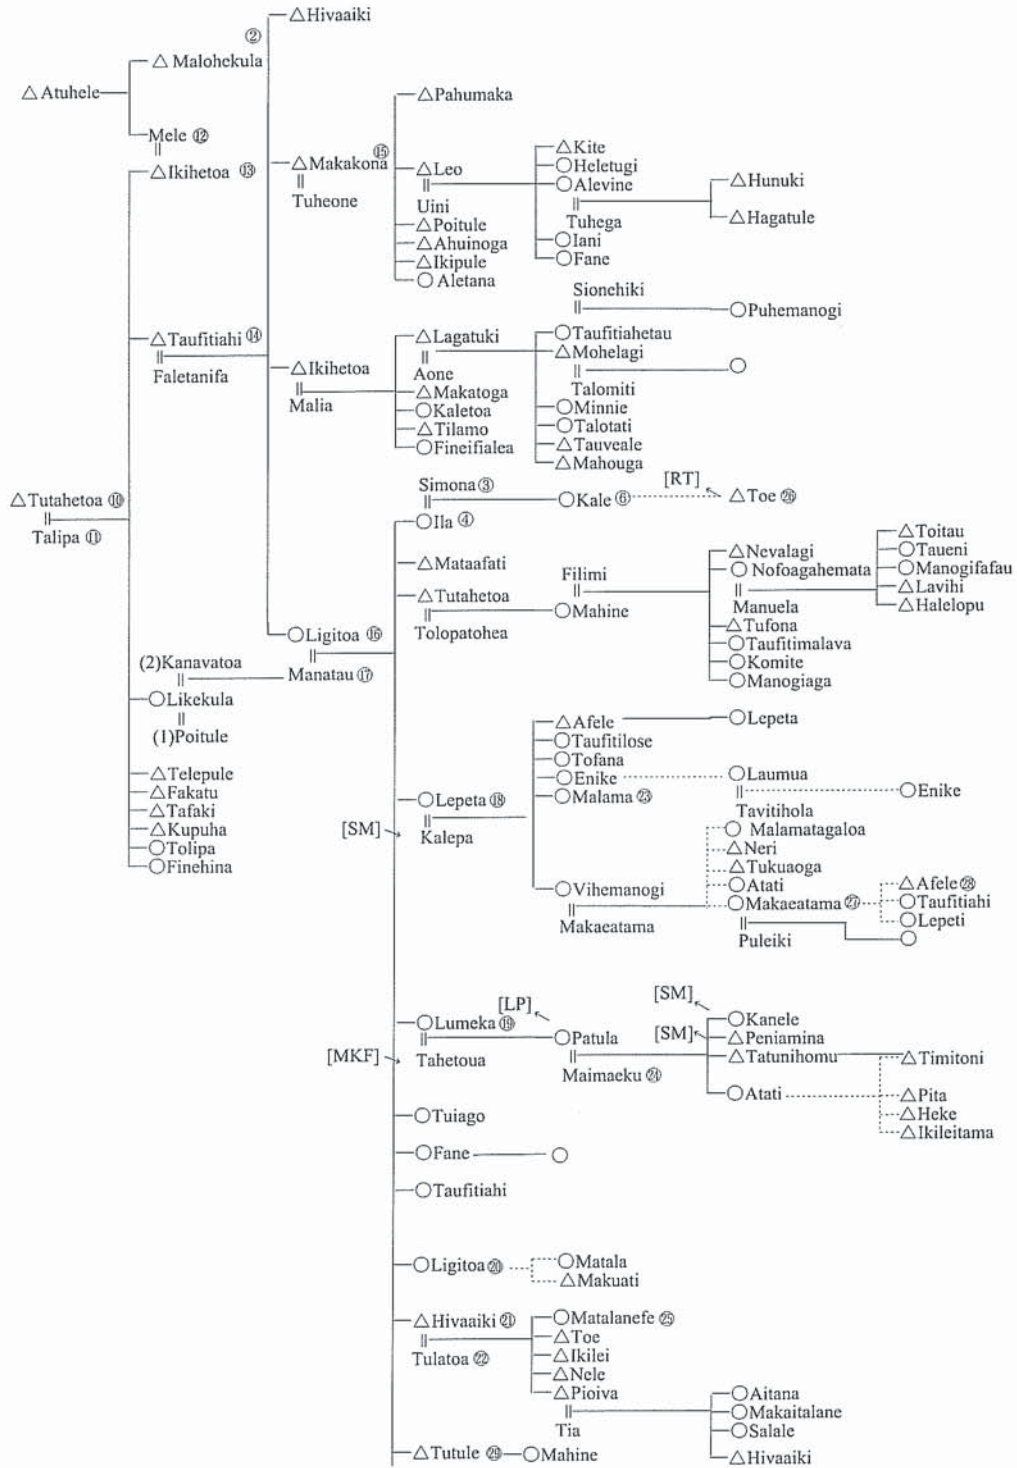 △Hivaaiki
②
△ Malohekula
△ Atuhele
△Pahumaka
Mele ⑫
△Ikihetoa ⑬
△Makakona ⑮
Tuheone
△Leo
Uini
△Poitule
△Ahuinoga
△Ikipule
○ Aletana
△Kite
○Heletugi
○Alevine
Tuhega
○Iani
○Fane
△Hunuki
△Hagatule
Sionehiki
○Puhemanogi
△Taufitiahi ⑭
Faletanifa
△Ikihetoa
Malia
△Lagatuki
Aone
△Makatoga
○Kaletoa
△Tilamo
○Fineifialea
○Taufitiahetau
△Mohelagi
Talomiti
○
○Minnie
○Talotati
△Tauveale
△Mahouga
Simona ③
○Kale ⑥
[RT]
△Toe ㉖
△Tutahetoa ⑩
Talipa ⑪
○Ila ④
△Mataafati
△Tutahetoa
Tolopatohea
Filimi
○Mahine
△Nevalagi
○ Nofoagahemata
Manuela
△Tufona
○Taufitimalava
○Komite
○Manogiaga
△Toitau
○Taueni
○Manogifafau
△Lavihi
△Halelopu
○Ligitoa ⑯
Manatau ⑰
(2)Kanavatoa
○Likekula
(1)Poitule
△Telepule
△Fakatu
△Tafaki
△Kupuha
○Tolipa
○Finehina
△Afele
○Lepeta
○Taufitilose
○Tofana
○Enike
○Malama ㉓
○Laumua
Tavitihola
○Enike
○Lepeta ⑱
Kalepa
[SM]
○Vihemanogi
Makaeatama
○ Malamatagaloa
△Neri
△Tukuaoga
○Atati
○Makaeatama ㉗
Puleiki
△Afele ㉘
○Taufitiahi
○Lepeti
○
○Lumeka ⑲
Tahetoua
[LP]
[MKF]
○Patula
Maimaeku ㉔
[SM]
[SM]
○Kanele
△Peniamina
△Tatunihomu
○Atati
△Timitoni
△Pita
△Heke
△Ikileitama
○Tuiago
○Fane
○
○Taufitiahi
○Ligitoa ⑳
○Matala
△Makuati
△Hivaaiki ㉑
Tulatoa ㉒
○Matalanefe ㉕
△Toe
△Ikilei
△Nele
△Pioiva
Tia
○Aitana
○Makaitalane
○Salale
△Hivaaiki
△Tutule ㉙
○Mahine